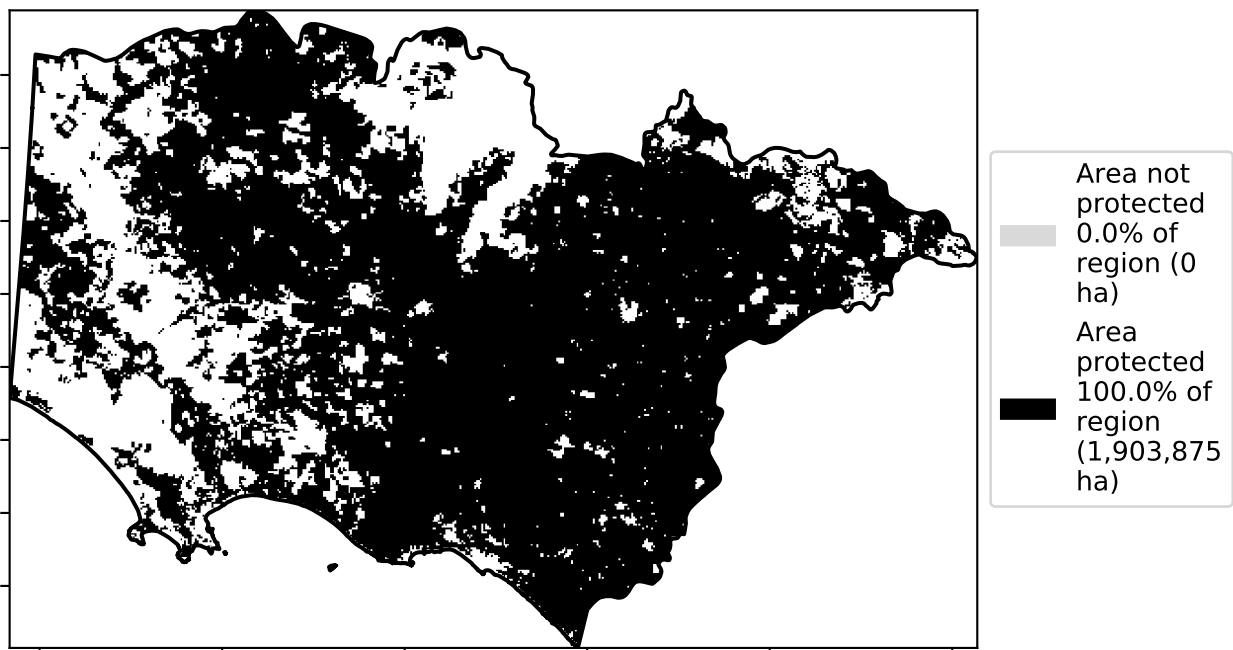 Area not
protected
0.0% of
region (0
ha)
Area
protected
100.0% of
region
(1,903,875
ha)